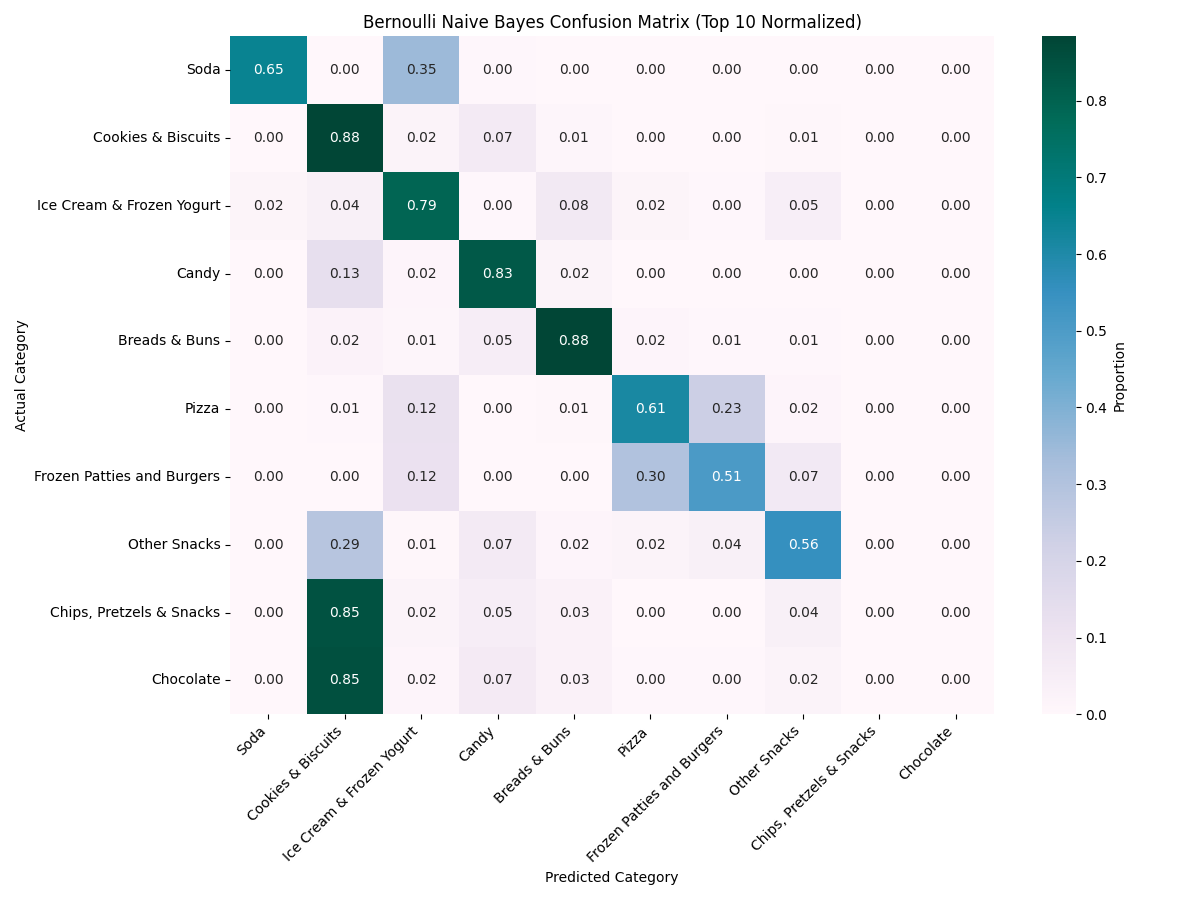 Bernoulli Naive Bayes Confusion Matrix (Top 10 Normalized)
Actual Category
Soda 0.65 0.00 0.35 0.00 0.00 0.00 0.00 0.00 0.00 0.00
Cookies & Biscuits 0.00 0.88 0.02 0.07 0.01 0.00 0.00 0.01 0.00 0.00
Ice Cream & Frozen Yogurt 0.02 0.04 0.79 0.00 0.08 0.02 0.00 0.05 0.00 0.00
Candy 0.00 0.13 0.02 0.83 0.02 0.00 0.00 0.00 0.00 0.00
Breads & Buns 0.00 0.02 0.01 0.05 0.88 0.02 0.01 0.01 0.00 0.00
Pizza 0.00 0.01 0.12 0.00 0.01 0.61 0.23 0.02 0.00 0.00
Frozen Patties and Burgers 0.00 0.00 0.12 0.00 0.00 0.30 0.51 0.07 0.00 0.00
Other Snacks 0.00 0.29 0.01 0.07 0.02 0.02 0.04 0.56 0.00 0.00
Chips, Pretzels & Snacks 0.00 0.85 0.02 0.05 0.03 0.00 0.00 0.04 0.00 0.00
Chocolate 0.00 0.85 0.02 0.07 0.03 0.00 0.00 0.02 0.00 0.00
Soda
Cookies & Biscuits
Ice Cream & Frozen Yogurt
Candy
Breads & Buns
Pizza
Frozen Patties and Burgers
Other Snacks
Chips, Pretzels & Snacks
Chocolate
Predicted Category
0.8
0.7
0.6
0.5
0.4
0.3
0.2
0.1
0.0
Proportion